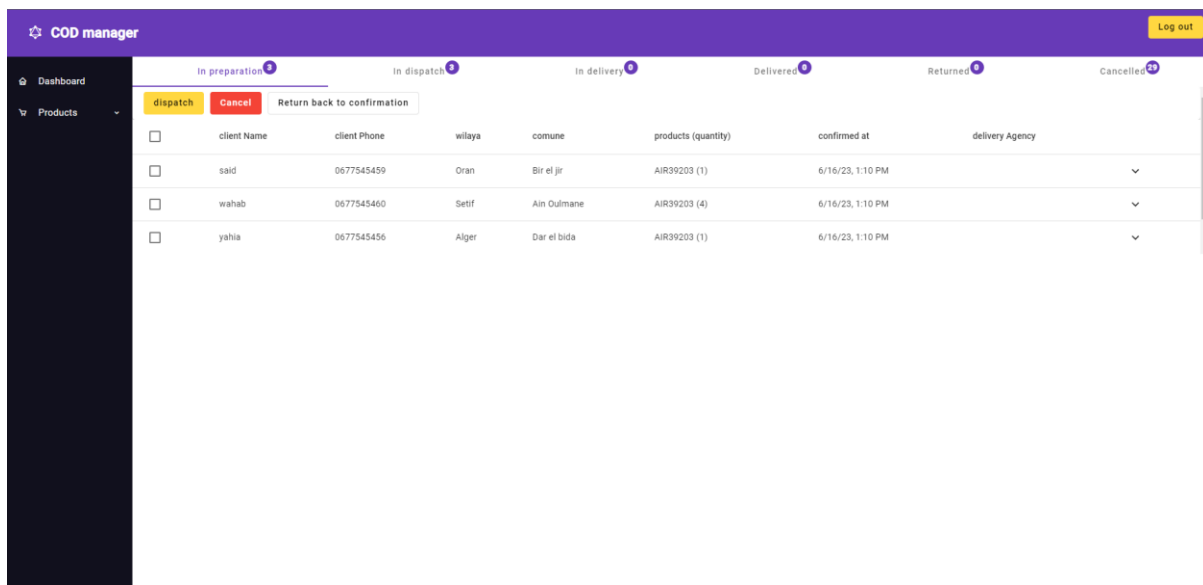 COD manager
Log out
Dashboard
Products
In preparation 3 In dispatch 3 In delivery 0 Delivered 0 Returned 0 Cancelled 29
dispatch Cancel Return back to confirmation
client Name client Phone wilaya comune products (quantity) confirmed at delivery Agency
said 0677545459 Oran Bir el jir AIR39203 (1) 6/16/23, 1:10 PM
wahab 0677545460 Setif Ain Oulmane AIR39203 (4) 6/16/23, 1:10 PM
yahia 0677545456 Alger Dar el bida AIR39203 (1) 6/16/23, 1:10 PM